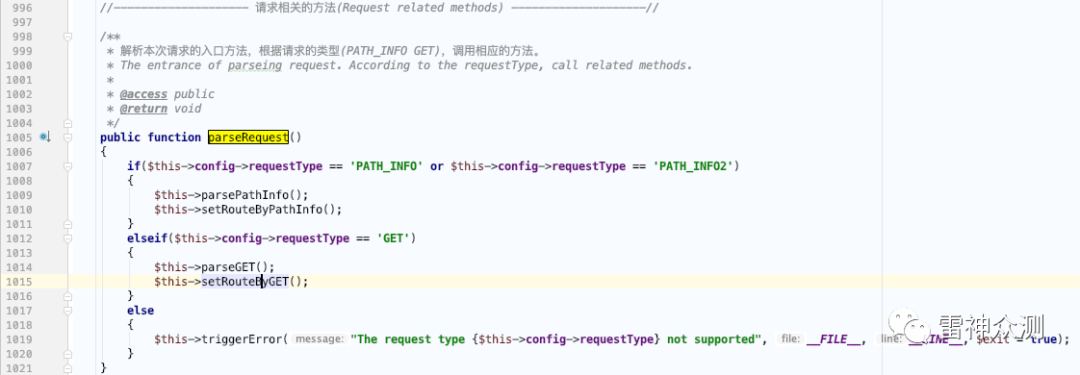 996 //-------------------- 请求相关的方法(Request related methods) --------------------//
997
998 /**
999 * 解析本次请求的入口方法，根据请求的类型(PATH_INFO GET)，调用相应的方法。
1000 * The entrance of parseing request. According to the requestType, call related methods.
1001 *
1002 * @access public
1003 * @return void
1004 */
1005 public function parseRequest()
1006 {
1007 if($this->config->requestType == 'PATH_INFO' or $this->config->requestType == 'PATH_INFO2')
1008 {
1009 $this->parsePathInfo();
1010 $this->setRouteByPathInfo();
1011 }
1012 elseif($this->config->requestType == 'GET')
1013 {
1014 $this->parseGET();
1015 $this->setRouteByGET();
1016 }
1017 else
1018 {
1019 $this->triggerError( message: "The request type {$this->config->requestType} not supported", file: __FILE__, line: __LINE__, $exit = true);
1020 }
1021 }
雷神众测